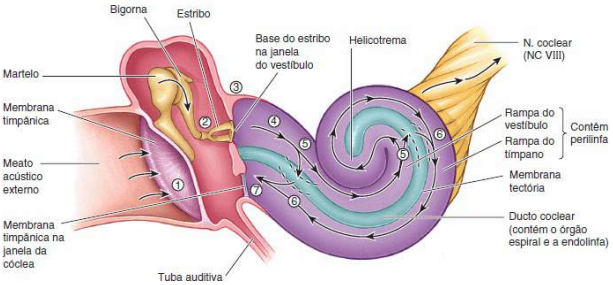 Bigorna
Estribo
Martelo
Membrana
timpânica
Meato
acústico
externo
Membrana
timpânica na
janela da
cóclea
Tuba auditiva
Base do estribo
na janela
do vestíbulo
Helicotrema
N. coclear
(NC VIII)
Rampa do
vestíbulo
Rampa do
tímpano
Contêm
perilinfa
Membrana
tectória
Ducto coclear
(contém o órgão
espiral e a endolinfa)
1
2
3
4
5
5
6
6
7